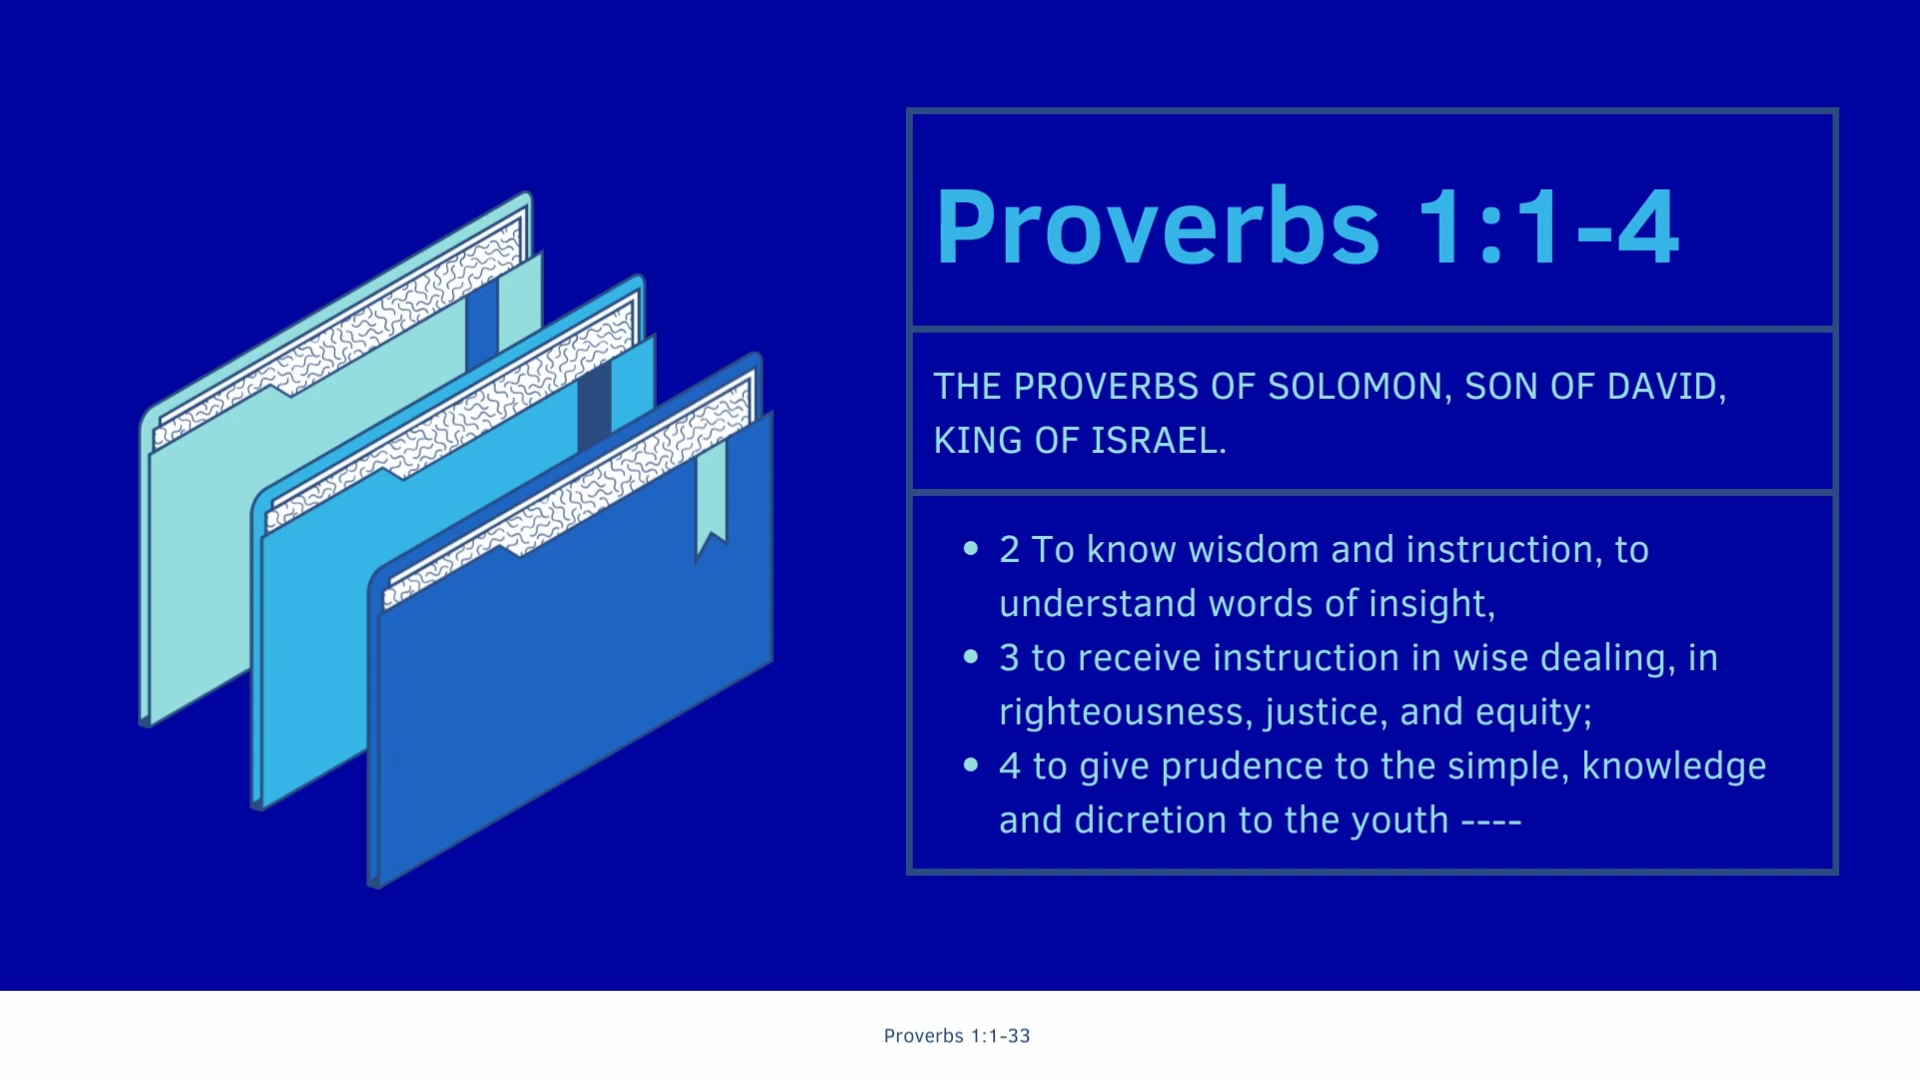 Proverbs 1:1-4
THE PROVERBS OF SOLOMON, SON OF DAVID,
KING OF ISRAEL.
• 2 To know wisdom and instruction, to
understand words of insight,
• 3 to receive instruction in wise dealing, in
righteousness, justice, and equity;
• 4 to give prudence to the simple, knowledge
and dicretion to the youth ----
Proverbs 1:1-33